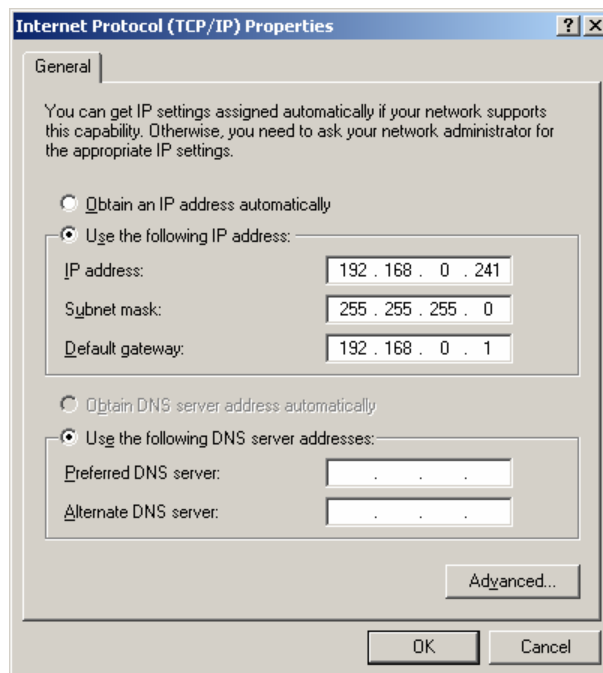 Internet Protocol (TCP/IP) Properties
General
You can get IP settings assigned automatically if your network supports
this capability. Otherwise, you need to ask your network administrator for
the appropriate IP settings.
Obtain an IP address automatically
Use the following IP address:
IP address: 192 . 168 . 0 . 241
Subnet mask: 255 . 255 . 255 . 0
Default gateway: 192 . 168 . 0 . 1
Obtain DNS server address automatically
Use the following DNS server addresses:
Preferred DNS server: . . .
Alternate DNS server: . . .
Advanced...
OK Cancel